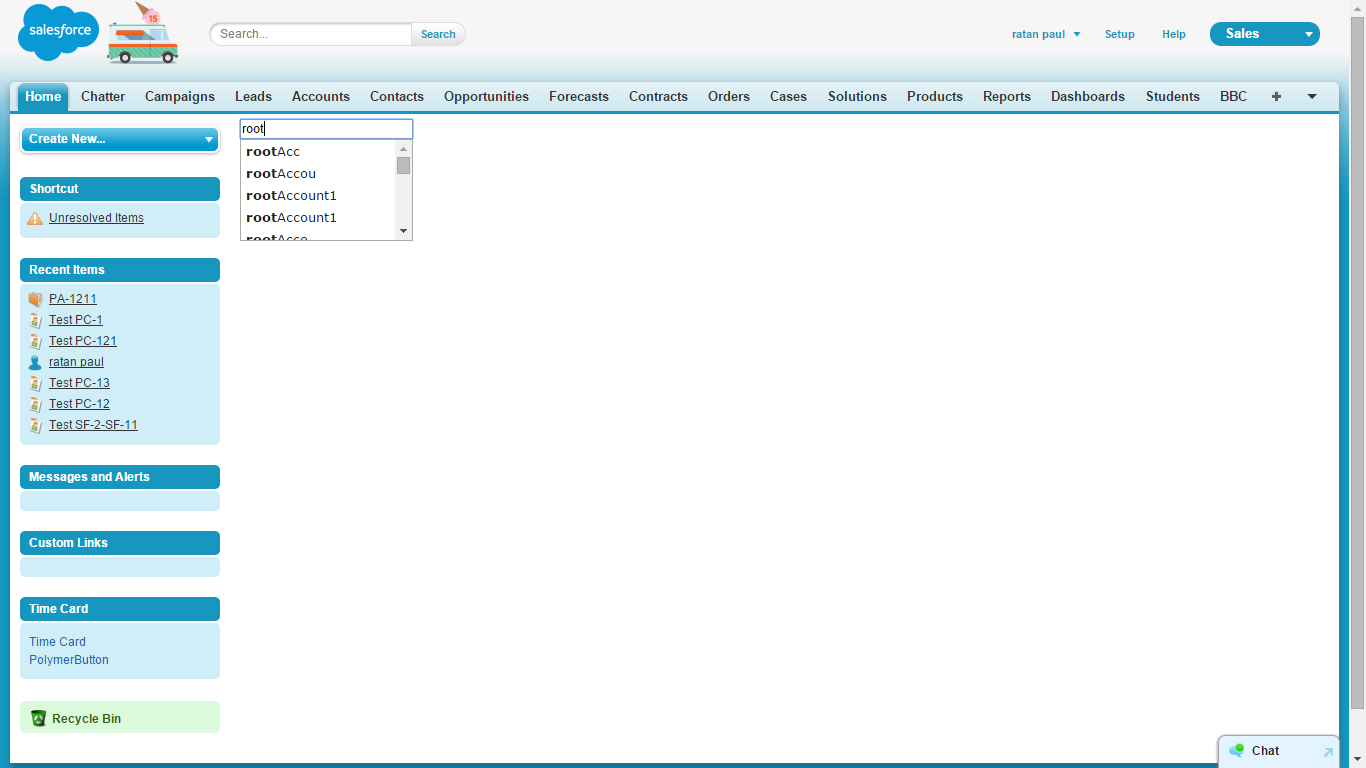 salesforce
15
Search...
Search
ratan paul
Setup
Help
Sales
Home Chatter Campaigns Leads Accounts Contacts Opportunities Forecasts Contracts Orders Cases Solutions Products Reports Dashboards Students BBC
Create New...
Shortcut
Unresolved Items
Recent Items
PA-1211
Test PC-1
Test PC-121
ratan paul
Test PC-13
Test PC-12
Test SF-2-SF-11
Messages and Alerts
Custom Links
Time Card
Time Card
PolymerButton
Recycle Bin
root
rootAcc
rootAccou
rootAccount1
rootAccount1
rootAcco
Chat